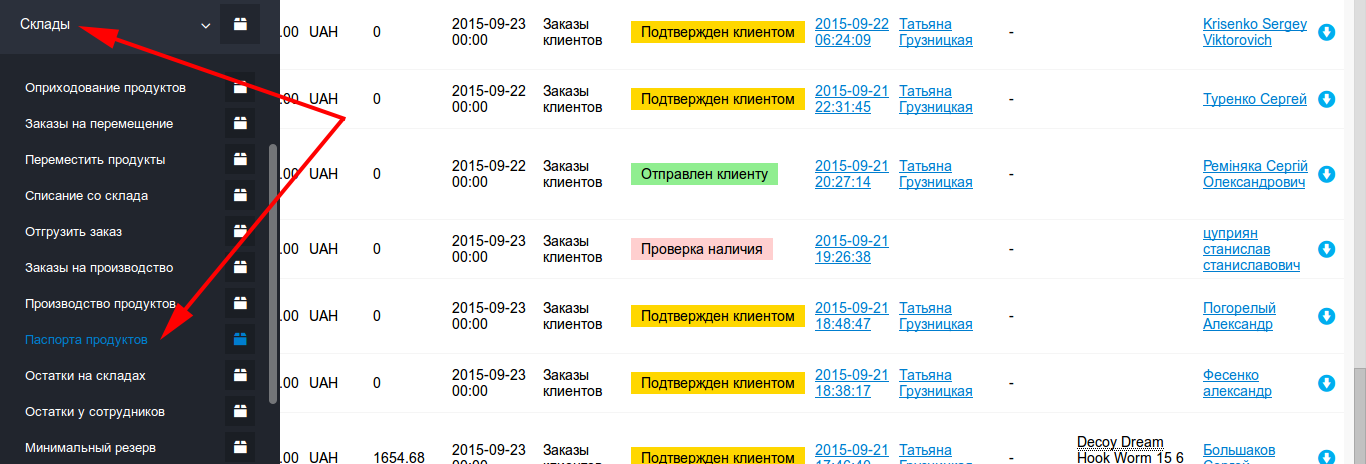 Склады
Оприходование продуктов
Заказы на перемещение
Переместить продукты
Списание со склада
Отгрузить заказ
Заказы на производство
Производство продуктов
Паспорта продуктов
Остатки на складах
Остатки у сотрудников
Минимальный резерв
.00 UAH 0 2015-09-23 Заказы Подтвержден клиентом 2015-09-22 Татьяна - Krisenko Sergey
00:00 клиентов 06:24:09 Грузницкая Viktorovich
.00 UAH 0 2015-09-22 Заказы Подтвержден клиентом 2015-09-21 Татьяна - Туренко Сергей
00:00 клиентов 22:31:45 Грузницкая
.00 UAH 0 2015-09-22 Заказы Отправлен клиенту 2015-09-21 Татьяна - Реміняка Сергій
00:00 клиентов 20:27:14 Грузницкая Олександрович
.00 UAH 0 2015-09-23 Заказы Проверка наличия 2015-09-21 - цуприян
00:00 клиентов 19:26:38 станислав
станиславович
.00 UAH 0 2015-09-23 Заказы Подтвержден клиентом 2015-09-21 Татьяна - Погорелый
00:00 клиентов 18:48:47 Грузницкая Александр
.00 UAH 0 2015-09-23 Заказы Подтвержден клиентом 2015-09-21 Татьяна - Фесенко
00:00 клиентов 18:38:17 Грузницкая александр
.00 UAH 1654.68 2015-09-23 Заказы Подтвержден клиентом 2015-09-21 Татьяна - Decoy Dream Большаков
Hook Worm 15 6